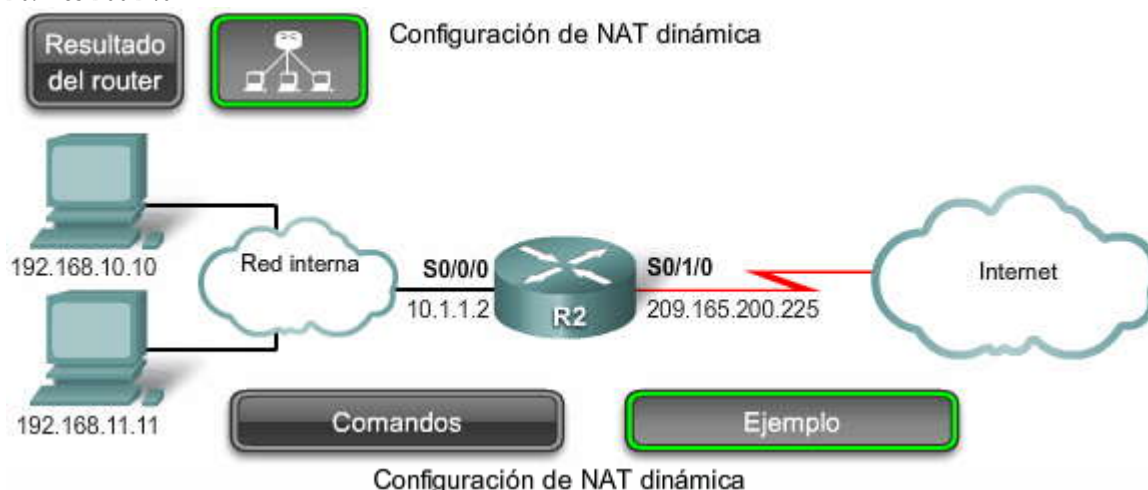 Resultado
del router
Configuración de NAT dinámica
192.168.10.10
Red interna
S0/0/0
10.1.1.2
R2
S0/1/0
209.165.200.225
Internet
192.168.11.11
Comandos
Ejemplo
Configuración de NAT dinámica